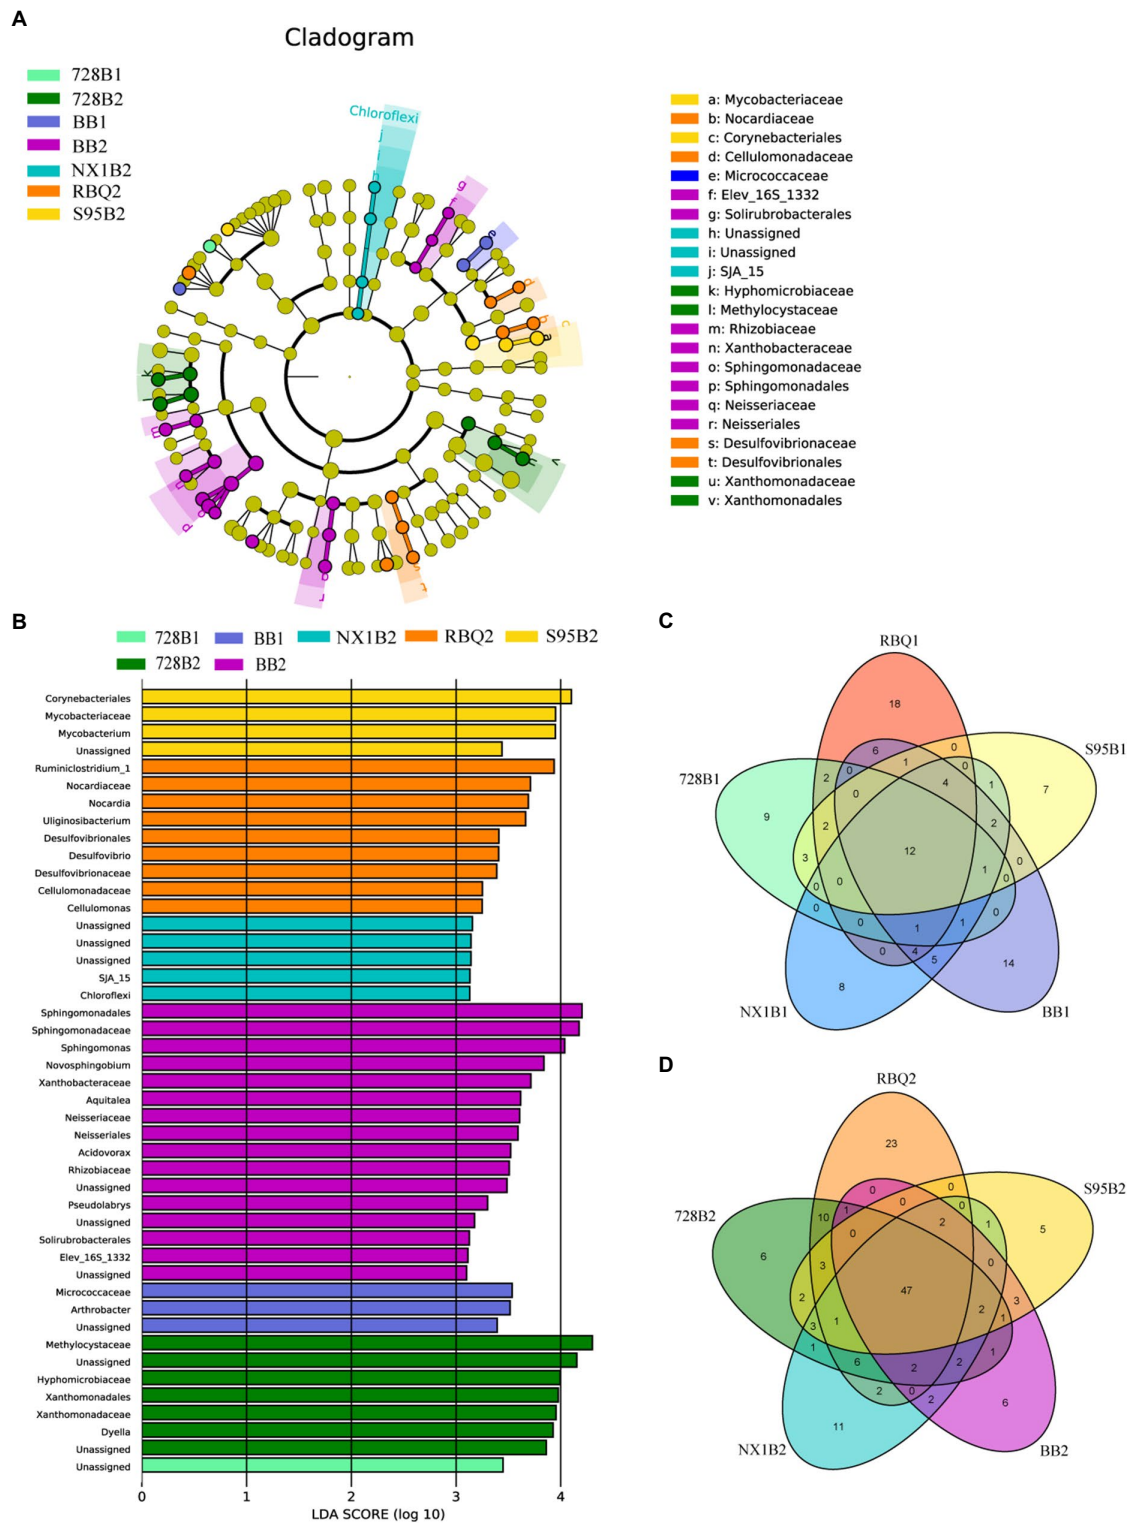 A
Cladogram
728B1
728B2
BB1
BB2
NX1B2
RBQ2
S95B2
Chloroflexi
a: Mycobacteriaceae
b: Nocardiaceae
c: Corynebacteriales
d: Cellulomonadaceae
e: Micrococcaceae
f: Elev_16S_1332
g: Solirubrobacterales
h: Unassigned
i: Unassigned
j: SJA_15
k: Hyphomicrobiaceae
l: Methylocystaceae
m: Rhizobiaceae
n: Xanthobacteraceae
o: Sphingomonadaceae
p: Sphingomonadales
q: Neisseriaceae
r: Neisseriales
s: Desulfovibrionaceae
t: Desulfovibrionales
u: Xanthomonadaceae
v: Xanthomonadales
B
728B1 BB1 NX1B2 RBQ2 S95B2
728B2 BB2
Corynebacteriales
Mycobacteriaceae
Mycobacterium
Unassigned
Ruminiclostridium_1
Nocardiaceae
Nocardia
Uliginosibacterium
Desulfovibrionales
Desulfovibrio
Desulfovibrionaceae
Cellulomonadaceae
Cellulomonas
Unassigned
Unassigned
Unassigned
SJA_15
Chloroflexi
Sphingomonadales
Sphingomonadaceae
Sphingomonas
Novosphingobium
Xanthobacteraceae
Aquitalea
Neisseriaceae
Neisseriales
Acidovorax
Rhizobiaceae
Unassigned
Pseudolabrys
Unassigned
Solirubrobacterales
Elev_16S_1332
Unassigned
Micrococcaceae
Arthrobacter
Unassigned
Methylocystaceae
Unassigned
Hyphomicrobiaceae
Xanthomonadales
Xanthomonadaceae
Dyella
Unassigned
Unassigned
0 1 2 3 4
LDA SCORE (log 10)
C
RBQ1
18
S95B1
6 1 0
728B1
2 0 0
0 4 1 7
9
2 2
12
3 0
0 0 1 0
0 0 1 1 0
0 4 5 14
8
NX1B1 BB1
D
RBQ2
23
S95B2
0 0 0
728B2
10 1 0
0 2 1 5
6
3 0
47
2 3
3 1 2 1
1 6 2 2 1
2 0 2 6
11
NX1B2 BB2